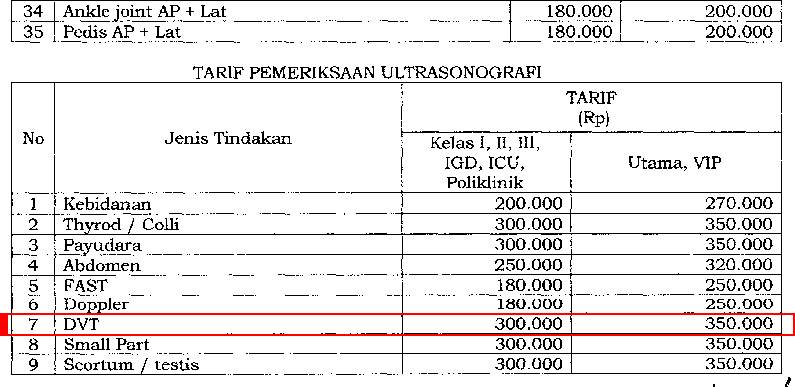 34 Ankle joint AP + Lat 180.000 200.000
35 Pedis AP + Lat 180.000 200.000
TARIF PEMERIKSAAN ULTRASONOGRAFI
No Jenis Tindakan TARIF
(Rp)
Kelas I, II, III,
IGD, ICU,
Poliklinik
Utama, VIP
1 Kebidanan 200.000 270.000
2 Thyrod / Colli 300.000 350.000
3 Payudara 300.000 350.000
4 Abdomen 250.000 320.000
5 FAST 180.000 250.000
6 Doppler 180.000 250.000
7 DVT 300.000 350.000
8 Small Part 300.000 350.000
9 Scortum / testis 300.000 350.000